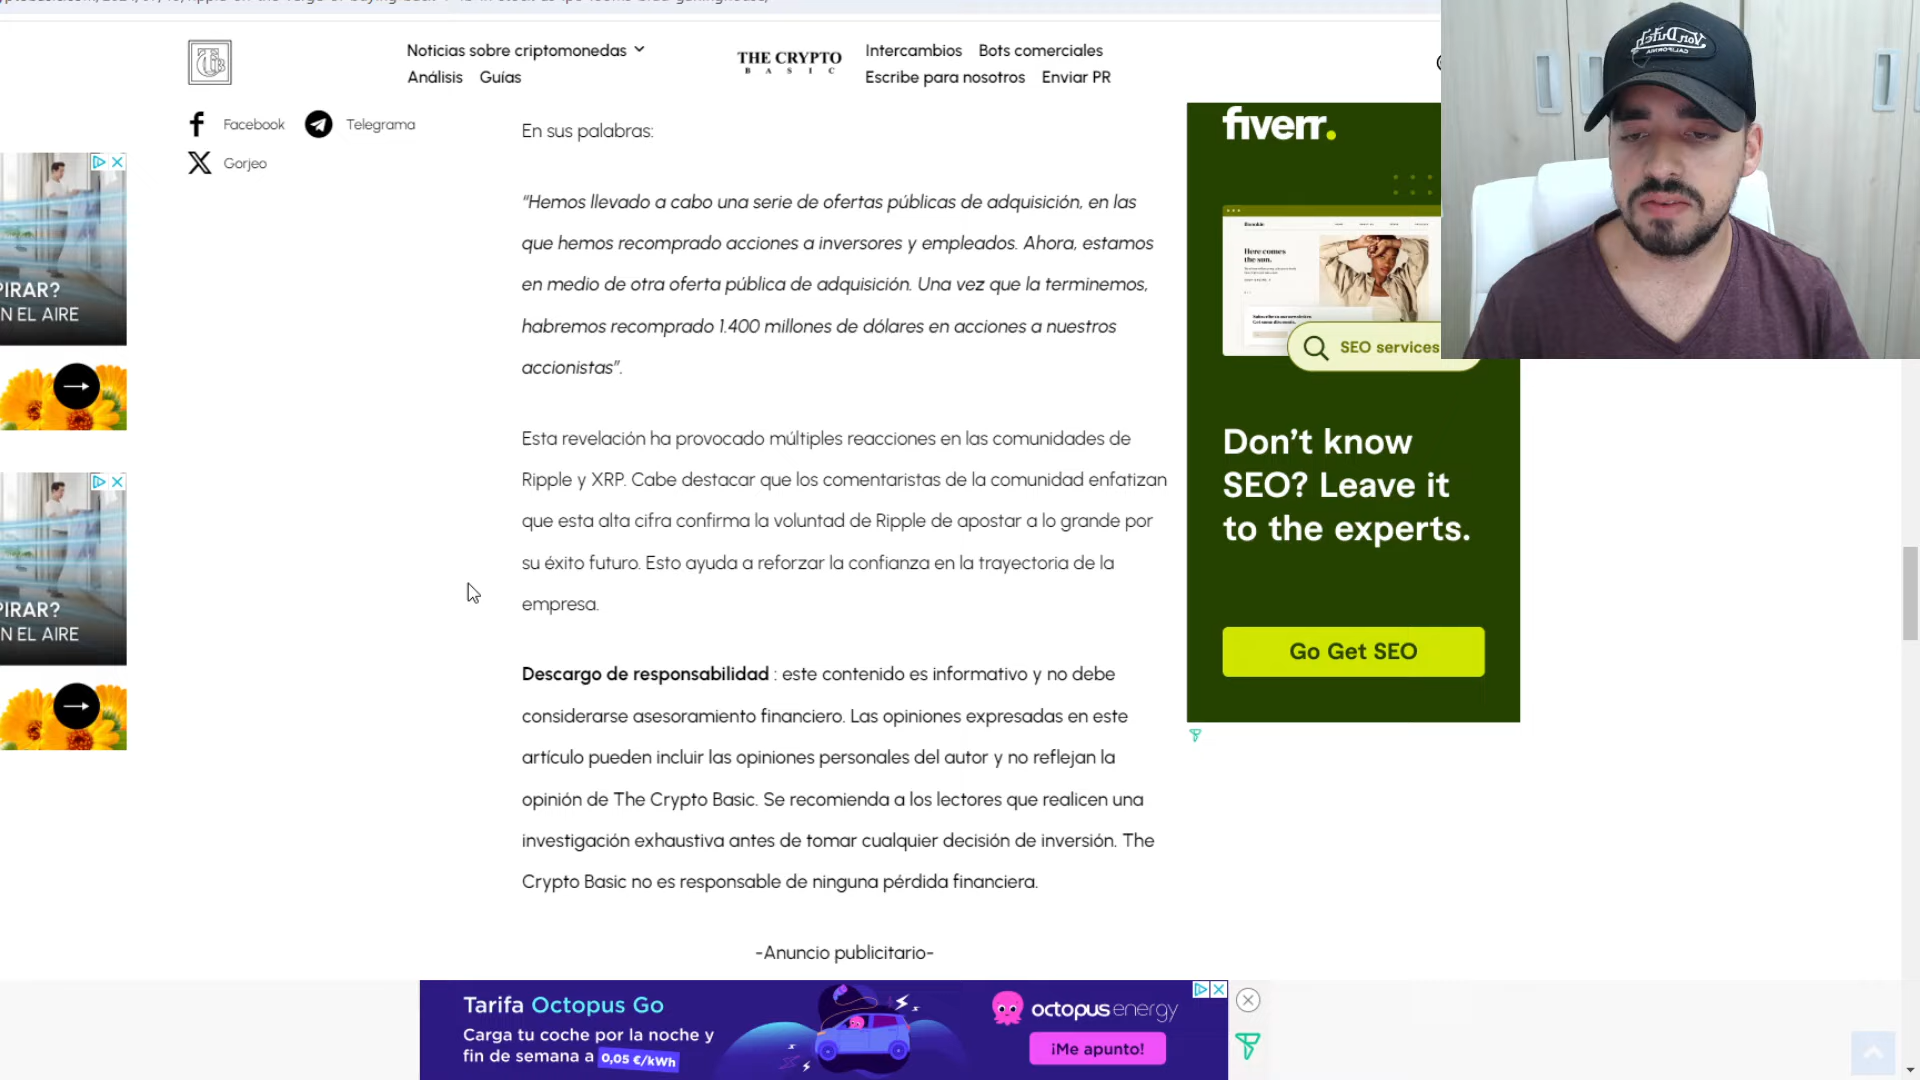 Noticias sobre criptomonedas
Análisis Guías
THE CRYPTO
BASIC
Intercambios Bots comerciales
Escribe para nosotros Enviar PR
Facebook
Telegrama
Gorjeo
En sus palabras:
“Hemos llevado a cabo una serie de ofertas públicas de adquisición, en las
que hemos recomprado acciones a inversores y empleados. Ahora, estamos
en medio de otra oferta pública de adquisición. Una vez que la terminemos,
habremos recomprado 1.400 millones de dólares en acciones a nuestros
accionistas”.
Esta revelación ha provocado múltiples reacciones en las comunidades de
Ripple y XRP. Cabe destacar que los comentaristas de la comunidad enfatizan
que esta alta cifra confirma la voluntad de Ripple de apostar a lo grande por
su éxito futuro. Esto ayuda a reforzar la confianza en la trayectoria de la
empresa.
Descargo de responsabilidad : este contenido es informativo y no debe
considerarse asesoramiento financiero. Las opiniones expresadas en este
artículo pueden incluir las opiniones personales del autor y no reflejan la
opinión de The Crypto Basic. Se recomienda a los lectores que realicen una
investigación exhaustiva antes de tomar cualquier decisión de inversión. The
Crypto Basic no es responsable de ninguna pérdida financiera.
-Anuncio publicitario-
PIRAR?
N EL AIRE
PIRAR?
N EL AIRE
fiverr.
Here comes
the sun.
SEO services
Don’t know
SEO? Leave it
to the experts.
Go Get SEO
Von Dutch
CALIFORNIA
Tarifa Octopus Go
Carga tu coche por la noche y
fin de semana a 0,05 €/kWh
octopus energy
¡Me apunto!